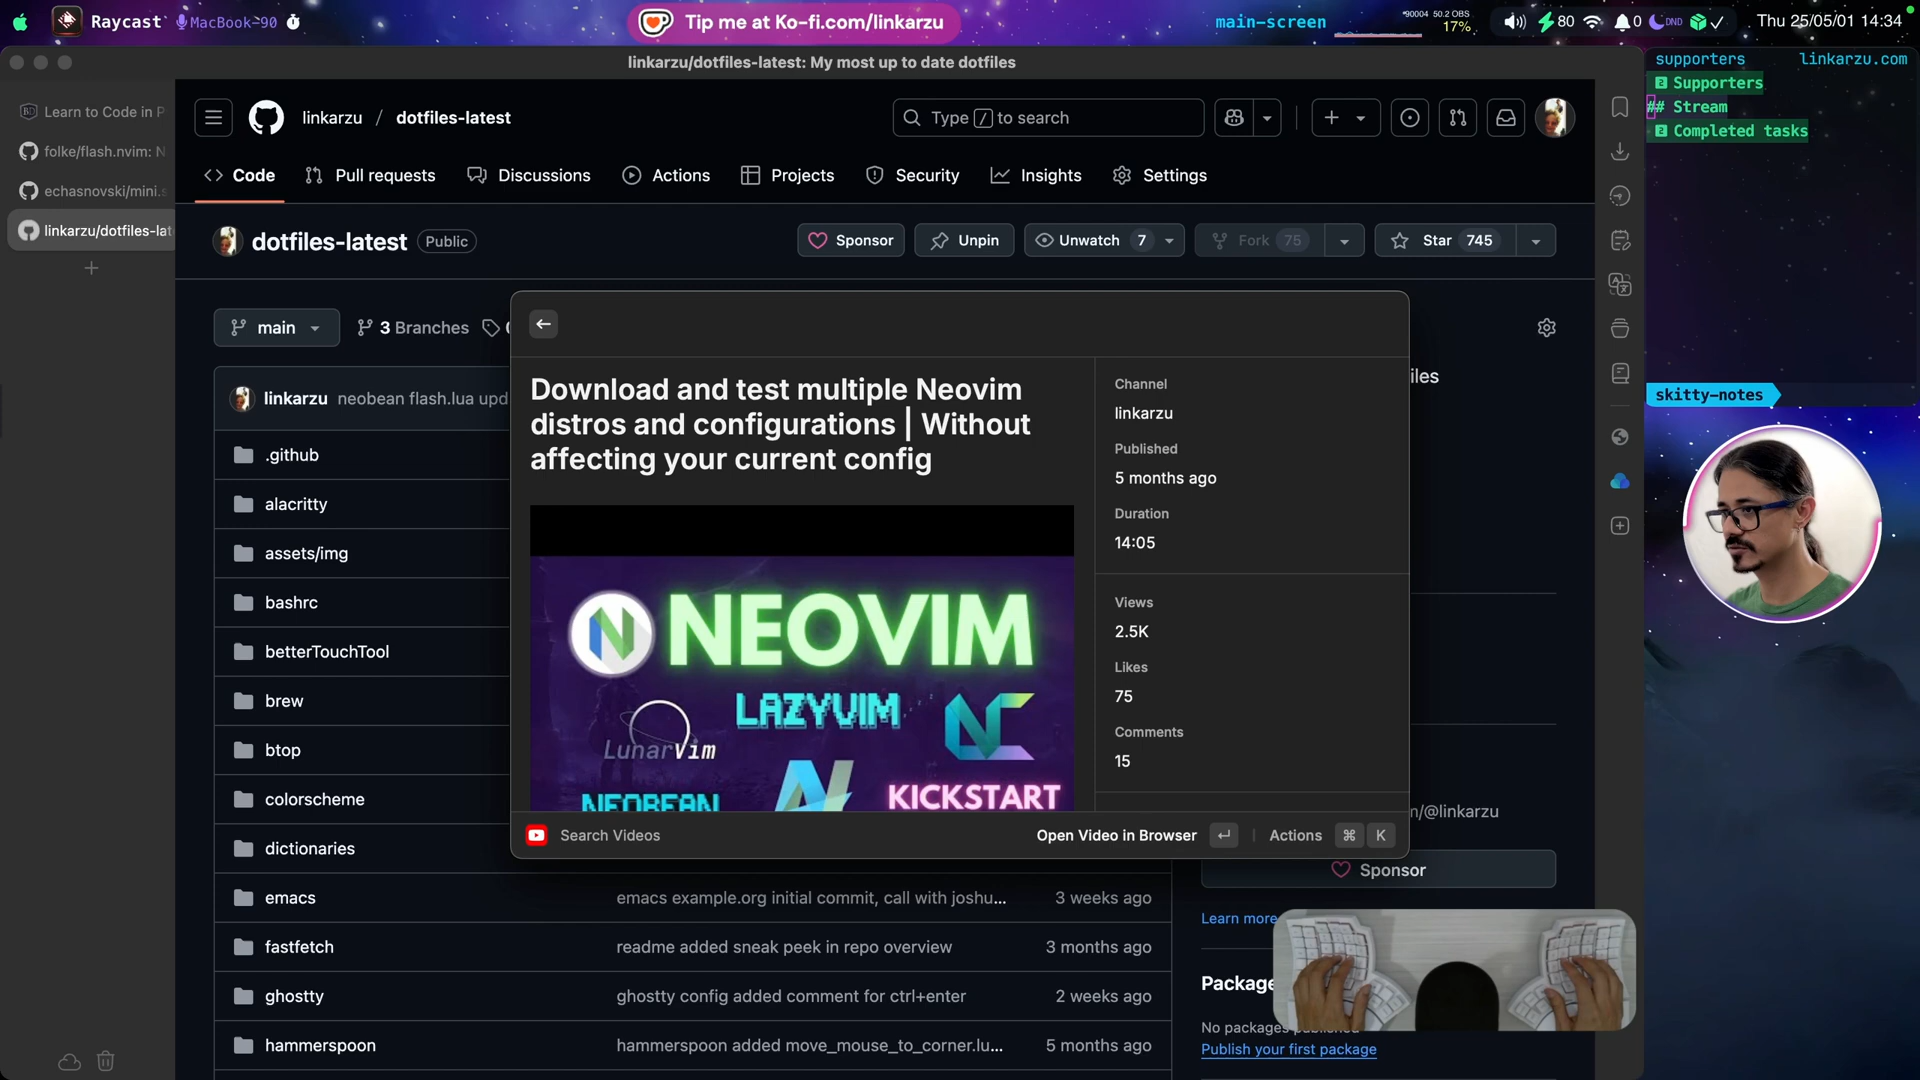 Raycast
MacBook-90
Tip me at Ko-fi.com/linkarzu
main-screen
50.2 OBS
17%
80
0
DND
Thu 25/05/01 14:34
linkarzu/dotfiles-latest: My most up to date dotfiles
supporters
linkarzu.com
Supporters
## Stream
Completed tasks
skitty-notes
Learn to Code in P
folke/flash.nvim: N
echasnovski/mini.s
linkarzu/dotfiles-lat
linkarzu / dotfiles-latest
Type / to search
Code
Pull requests
Discussions
Actions
Projects
Security
Insights
Settings
dotfiles-latest
Public
Sponsor
Unpin
Unwatch 7
Fork 75
Star 745
main
3 Branches
iles
linkarzu neobean flash.lua upd
.github
alacritty
assets/img
bashrc
betterTouchTool
brew
btop
colorscheme
dictionaries
emacs
emacs example.org initial commit, call with joshu...
3 weeks ago
fastfetch
readme added sneak peek in repo overview
3 months ago
ghostty
ghostty config added comment for ctrl+enter
2 weeks ago
hammerspoon
hammerspoon added move_mouse_to_corner.lu...
5 months ago
Download and test multiple Neovim
distros and configurations | Without
affecting your current config
NEOVIM
LAZYVIM
LunarVim
NEOBEAN
KICKSTART
Channel
linkarzu
Published
5 months ago
Duration
14:05
Views
2.5K
Likes
75
Comments
15
Search Videos
Open Video in Browser
Actions
⌘ K
n/@linkarzu
Sponsor
Learn more
Package
No packages published
Publish your first package